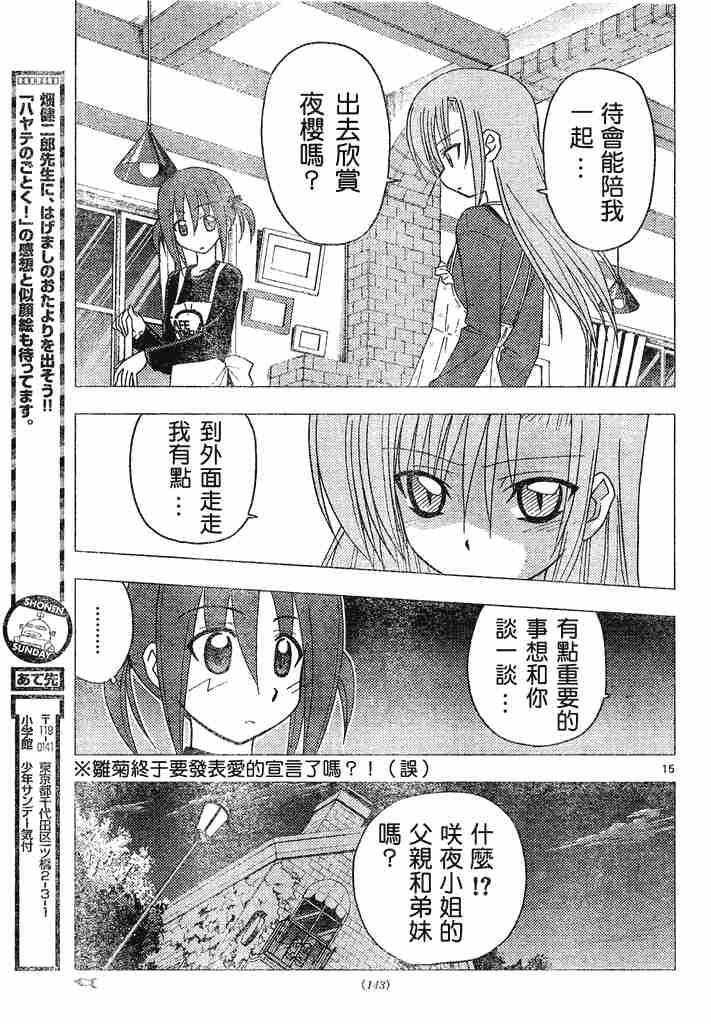 待會能陪我
一起…
出去欣賞
夜櫻嗎？
到外面走走
我有點…
有點重要的
事想和你
談一談…
………
※雛菊終于要發表愛的宣言了嗎？！（誤）
15
什麼!?
咲夜小姐的
父親和弟妹
嗎？
(143)
畑健二郎先生に、はげましのおたよりを出そう!!
『ハヤテのごとく！』の感想と似顔絵も待ってます。
SHONEN
SUNDAY
あて先
〒118-0141 東京都千代田区一ツ橋2-3-1
小学館 少年サンデー気付